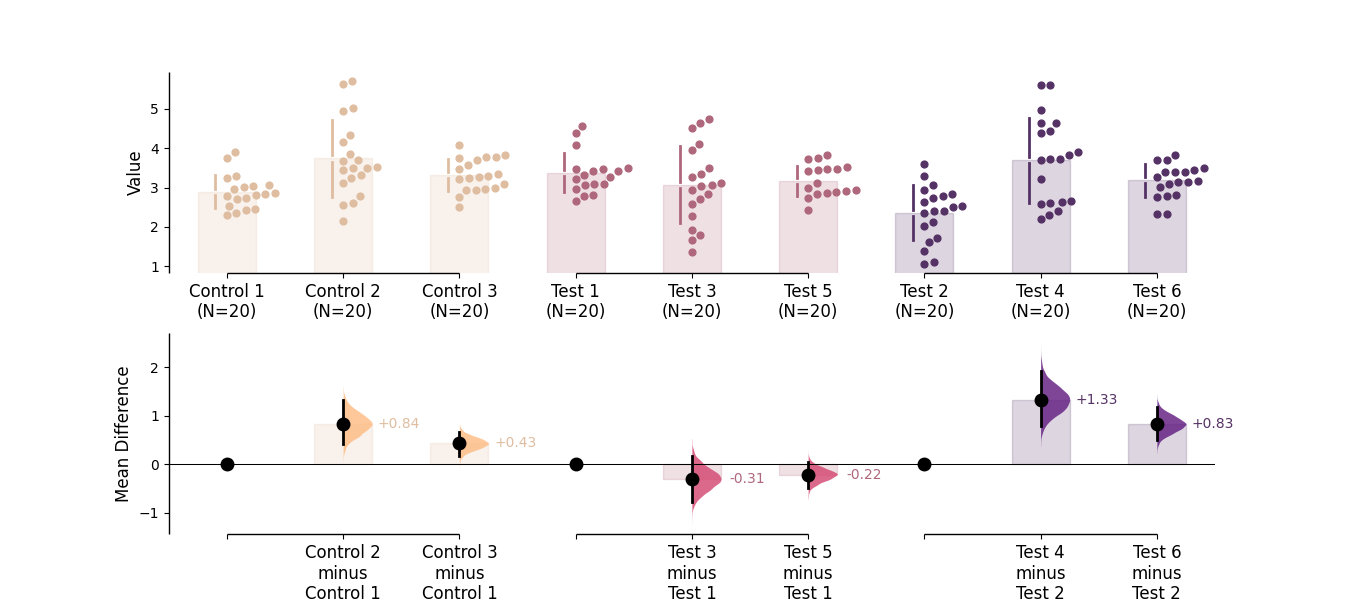 Value
5
4
3
2
1
Control 1 Control 2 Control 3 Test 1 Test 3 Test 5 Test 2 Test 4 Test 6
(N=20) (N=20) (N=20) (N=20) (N=20) (N=20) (N=20) (N=20) (N=20)
Mean Difference
2
1
0
−1
+0.84
+0.43
-0.31
-0.22
+1.33
+0.83
Control 2 Control 3 Test 3 Test 5 Test 4 Test 6
minus minus minus minus minus minus
Control 1 Control 1 Test 1 Test 1 Test 2 Test 2